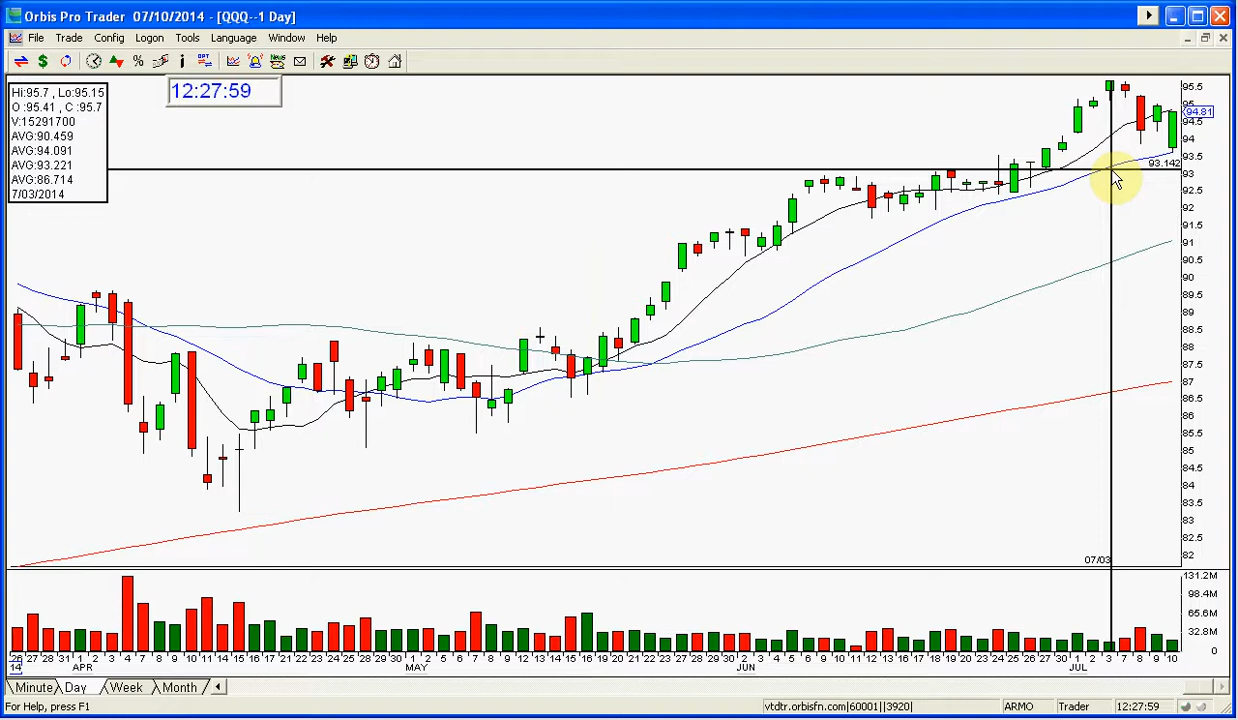 Orbis Pro Trader 07/10/2014 - [QQQ--1 Day]
File Trade Config Logon Tools Language Window Help
OPT
News
12:27:59
Hi:95.7 , Lo:95.15
O :95.41 , C :95.7
V:15291700
AVG:90.459
AVG:94.091
AVG:93.221
AVG:86.714
7/03/2014
95.5
95
94.81
94.5
94
93.5
93.142
93
92.5
92
91.5
91
90.5
90
89.5
89
88.5
88
87.5
87
86.5
86
85.5
85
84.5
84
83.5
83
82.5
82
07/03
131.2M
98.4M
65.6M
32.8M
0
26 27 28 31 1 2 3 4 7 8 9 10 11 14 15 16 17 21 22 23 24 25 28 29 30 1 2 5 6 7 8 9 12 13 14 15 16 19 20 21 22 23 27 28 29 30 2 3 4 5 6 9 10 11 12 13 16 17 18 19 20 23 24 25 26 27 30 1 2 3 7 8 9 10
14 APR MAY JUN JUL
Minute Day Week Month
For Help, press F1 vtdtr.orbisfn.com|60001||3920| ARMO Trader 12:27:59